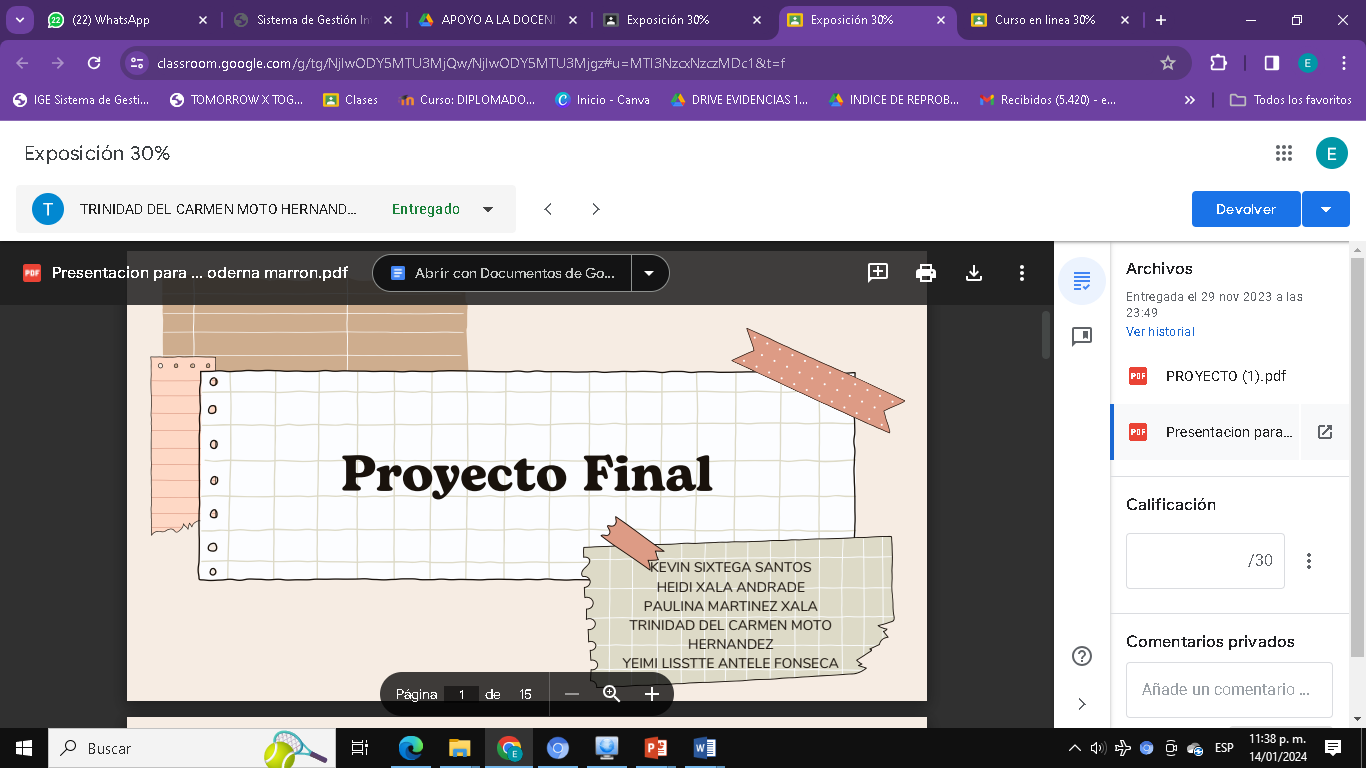 (22) WhatsApp
Sistema de Gestión In
APOYO A LA DOCEN
Exposición 30%
Exposición 30%
Curso en linea 30%
classroom.google.com/g/tg/NjIwODY5MTU3MjQw/NjIwODY5MTU3Mjgz#u=MTI3NzcxNzczMDc1&t=f
E
IGE Sistema de Gesti...
TOMORROW X TOG...
Clases
Curso: DIPLOMADO...
Inicio - Canva
DRIVE EVIDENCIAS 1...
INDICE DE REPROB...
Recibidos (5.420) - e...
Todos los favoritos
Exposición 30%
E
T
TRINIDAD DEL CARMEN MOTO HERNAND...
Entregado
Devolver
PDF
Presentacion para ... oderna marron.pdf
Abrir con Documentos de Go...
Proyecto Final
KEVIN SIXTEGA SANTOS
HEIDI XALA ANDRADE
PAULINA MARTINEZ XALA
TRINIDAD DEL CARMEN MOTO
HERNANDEZ
YEIMI LISSTTE ANTELE FONSECA
Página 1 de 15
Archivos
Entregada el 29 nov 2023 a las
23:49
Ver historial
PDF
PROYECTO (1).pdf
PDF
Presentacion para...
Calificación
/30
Comentarios privados
Añade un comentario ...
Buscar
ESP
11:38 p. m.
14/01/2024